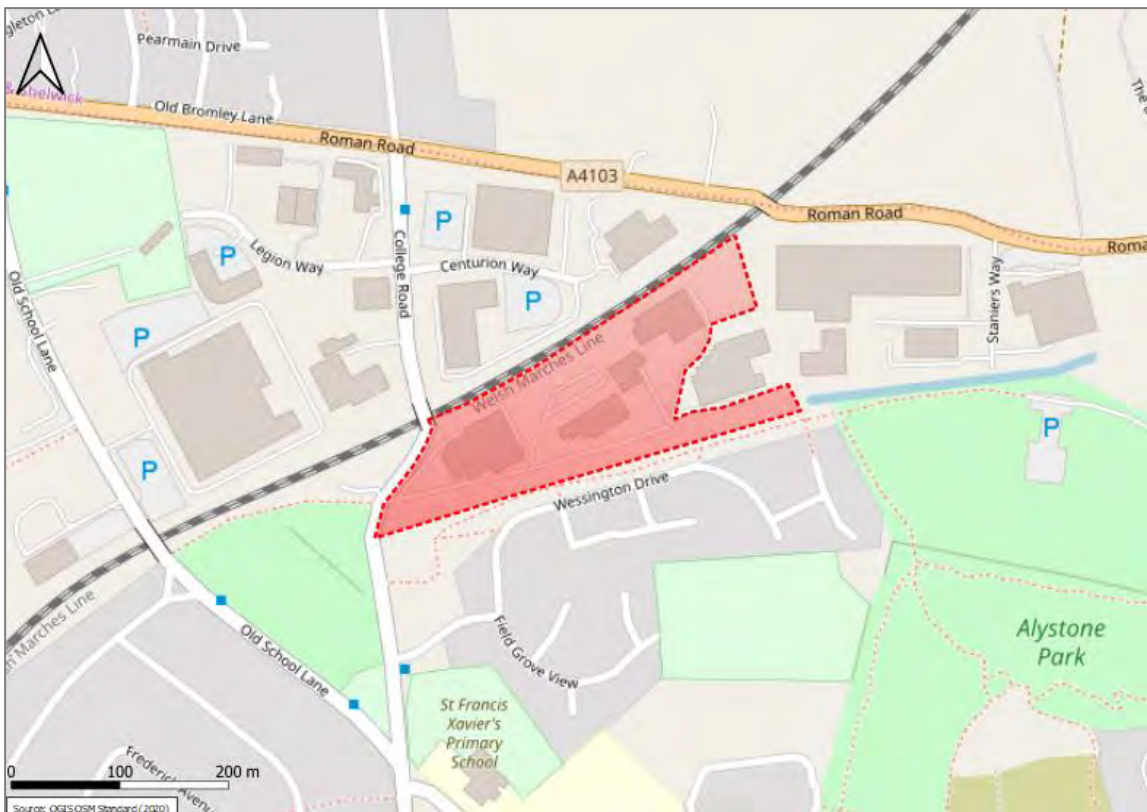 Pearmain Drive
& Shelwick
Old Bromley Lane
Roman Road
A4103
Roman Road
P
P
Legion Way
College Road
Centurion Way
P
P
Old School Lane
Staniers Way
Welsh Marches Line
P
P
Wessington Drive
Marches Line
Old School Lane
Field Grove View
Alystone
Park
St Francis
Xavier's
Primary
School
0 100 200 m
Source: QGIS OSM Standard (2020)